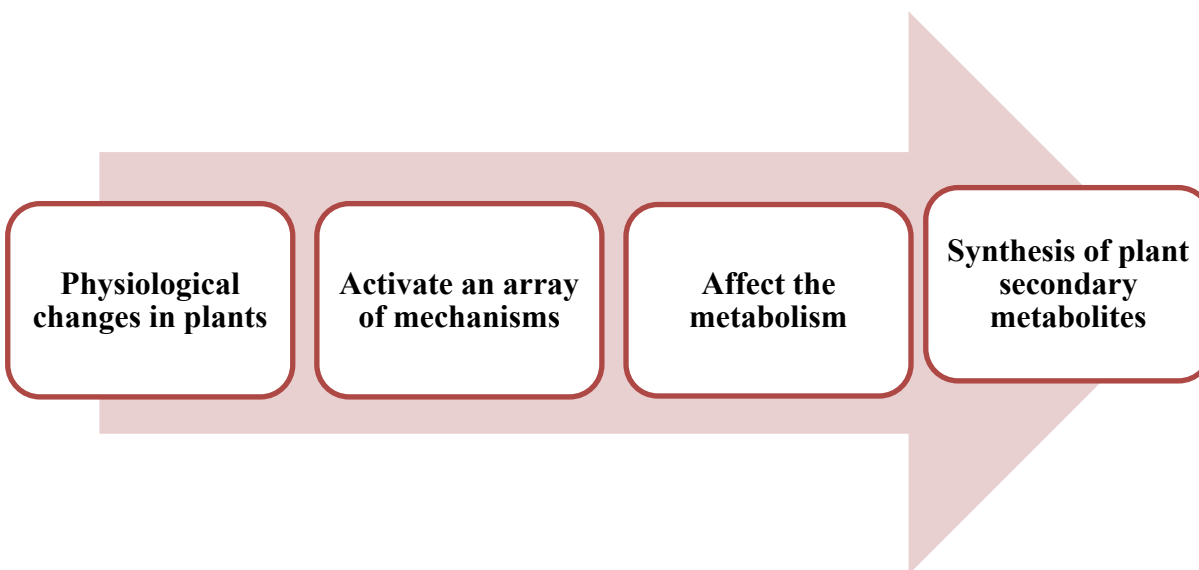 Physiological
changes in plants
Activate an array
of mechanisms
Affect the
metabolism
Synthesis of plant
secondary
metabolites